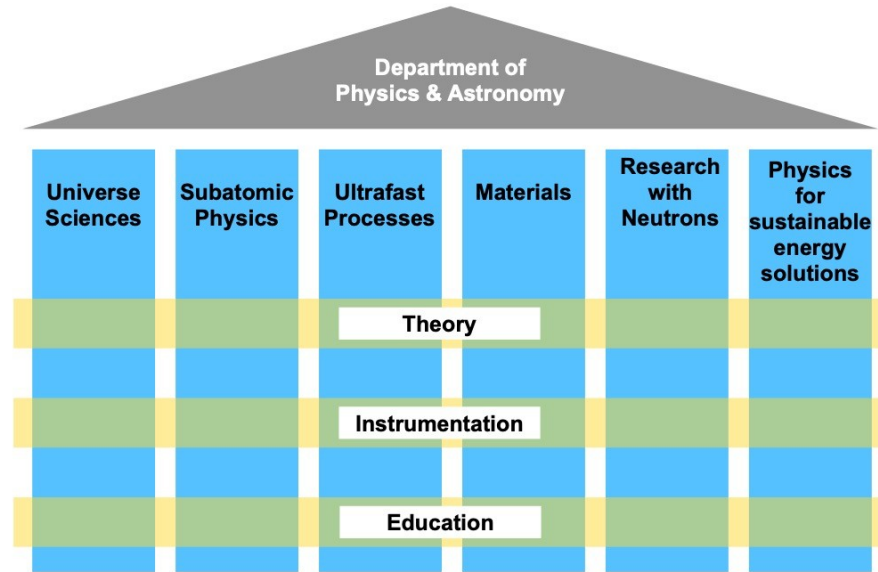 Department of
Physics & Astronomy
Universe
Sciences
Subatomic
Physics
Ultrafast
Processes
Materials
Research
with
Neutrons
Physics
for
sustainable
energy
solutions
Theory
Instrumentation
Education